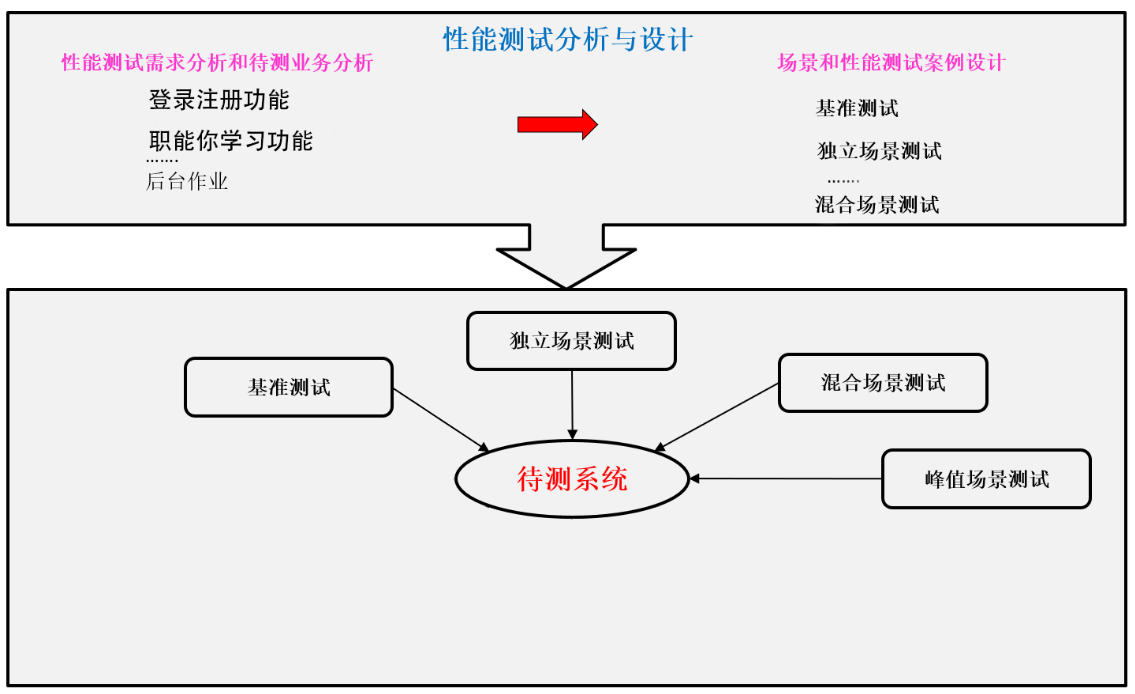 性能测试分析与设计
性能测试需求分析和待测业务分析
登录注册功能
职能你学习功能
.......
后台作业
场景和性能测试案例设计
基准测试
独立场景测试
.......
混合场景测试
独立场景测试
基准测试
混合场景测试
待测系统
峰值场景测试